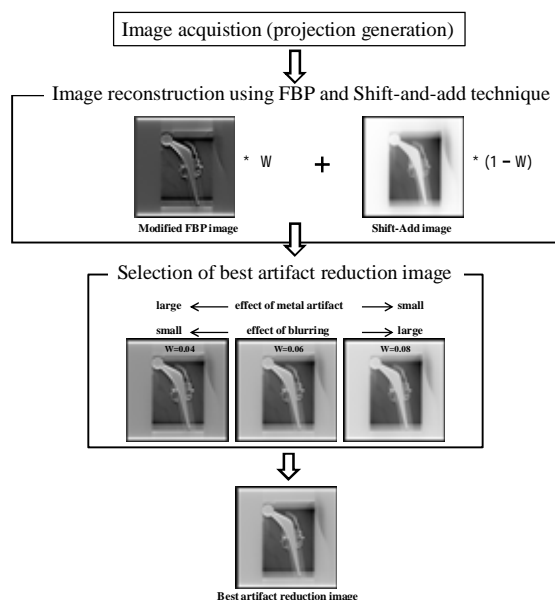 Image acquistion (projection generation)
Image reconstruction using FBP and Shift-and-add technique
* W + * (1 - W)
Modified FBP image Shift-Add image
Selection of best artifact reduction image
large ← effect of metal artifact → small
small ← effect of blurring → large
W=0.04 W=0.06 W=0.08
Best artifact reduction image